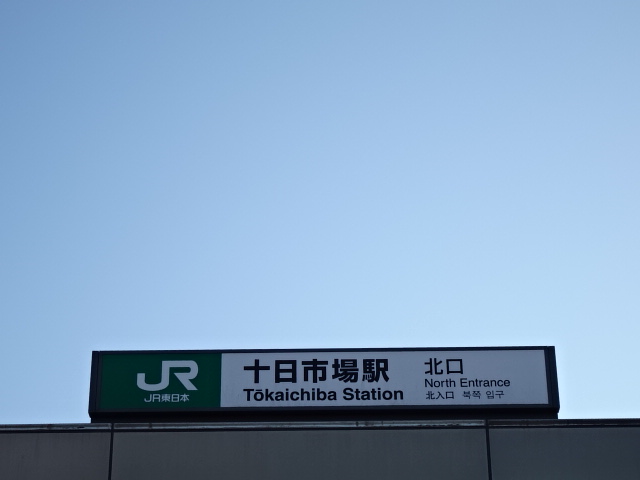 JR
JR東日本
十日市場駅
Tōkaichiba Station
北口
North Entrance
北入口 북쪽 입구